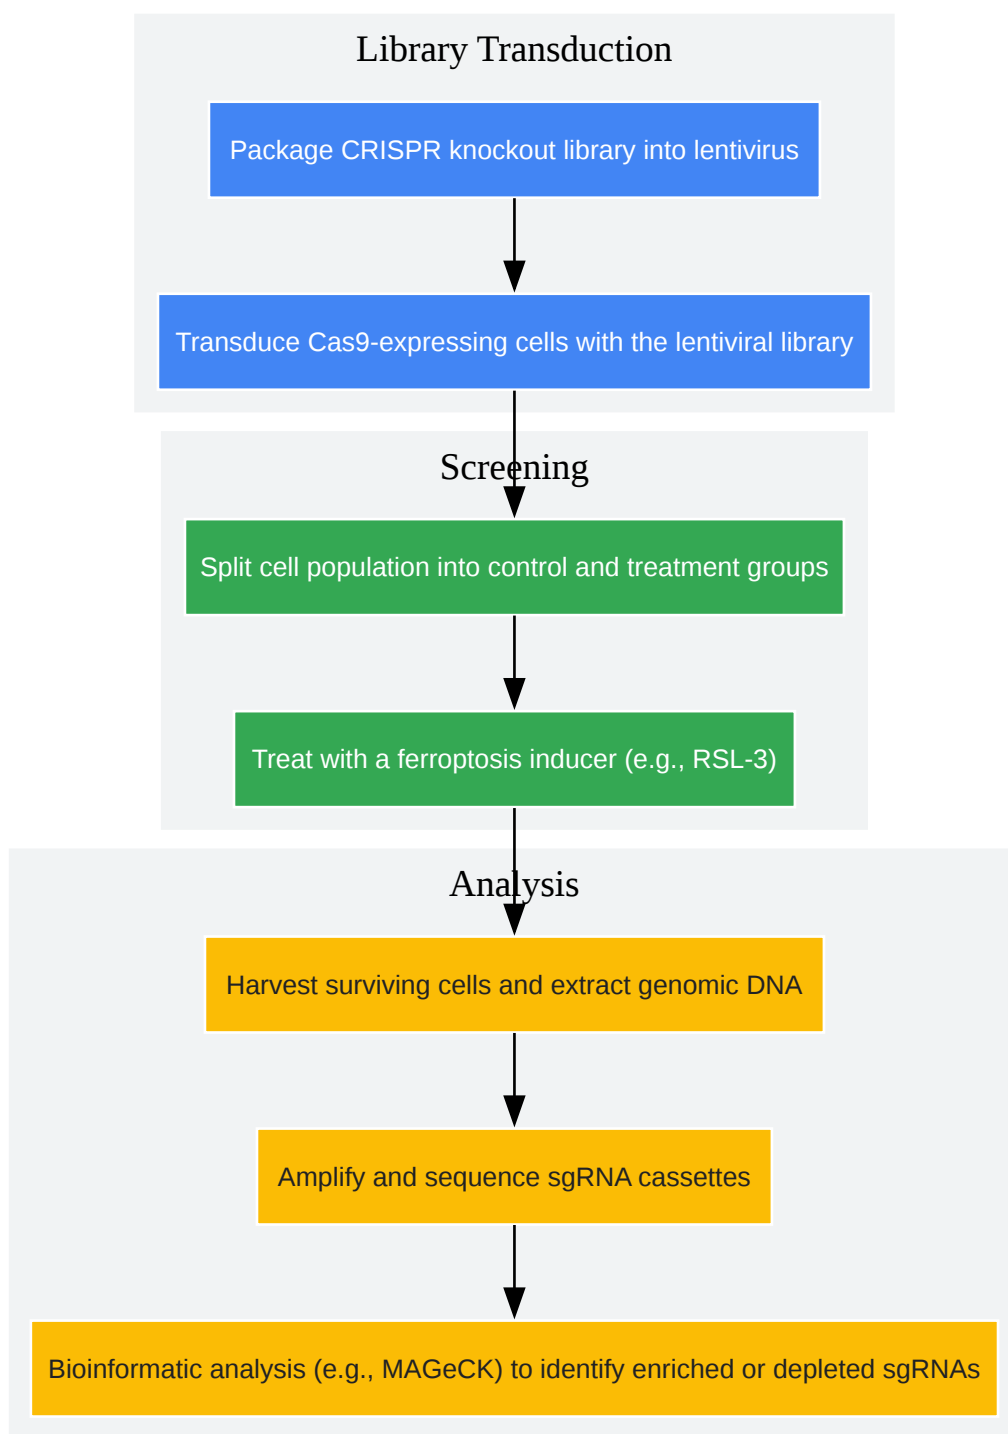 Library Transduction
Package CRISPR knockout library into lentivirus
Transduce Cas9-expressing cells with the lentiviral library
Screening
Split cell population into control and treatment groups
Treat with a ferroptosis inducer (e.g., RSL-3)
Analysis
Harvest surviving cells and extract genomic DNA
Amplify and sequence sgRNA cassettes
Bioinformatic analysis (e.g., MAGeCK) to identify enriched or depleted sgRNAs